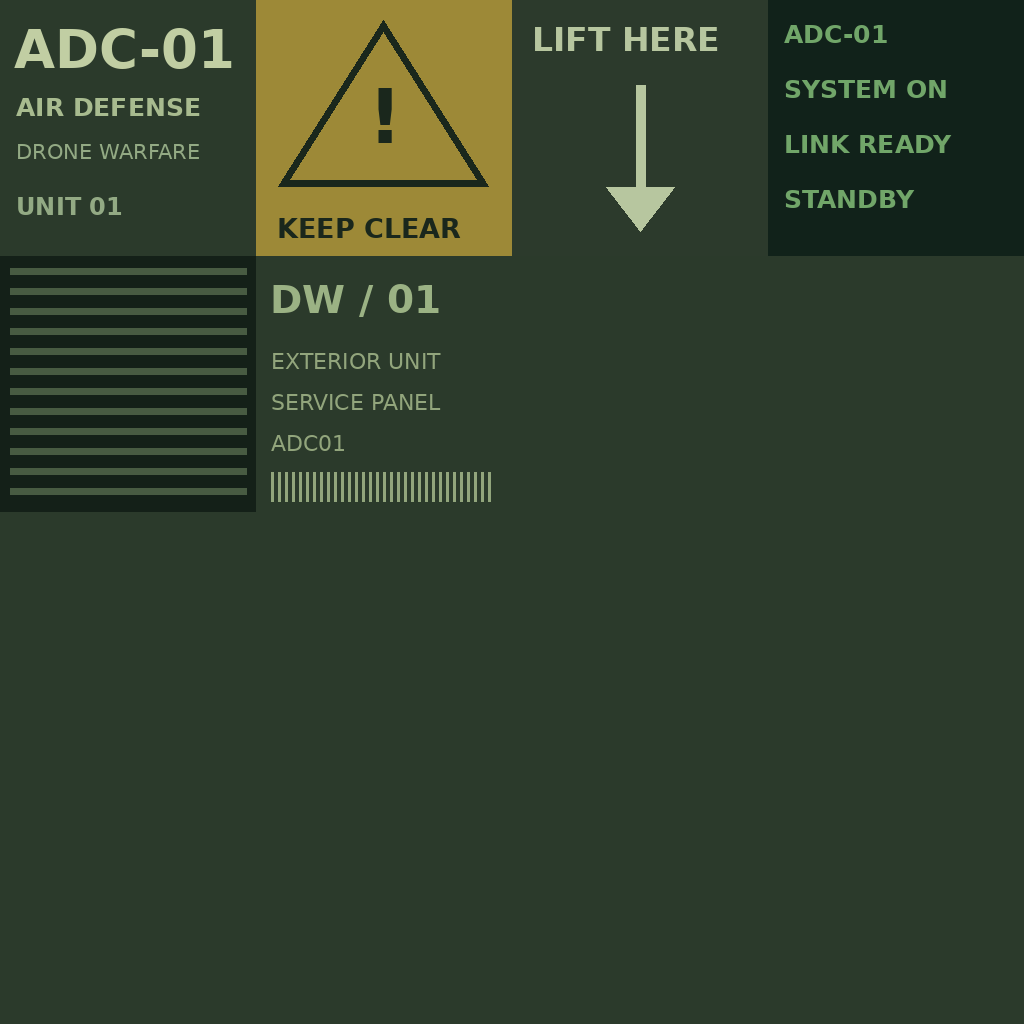 ADC-01
AIR DEFENSE
DRONE WARFARE
UNIT 01
!
KEEP CLEAR
LIFT HERE
ADC-01
SYSTEM ON
LINK READY
STANDBY
DW / 01
EXTERIOR UNIT
SERVICE PANEL
ADC01